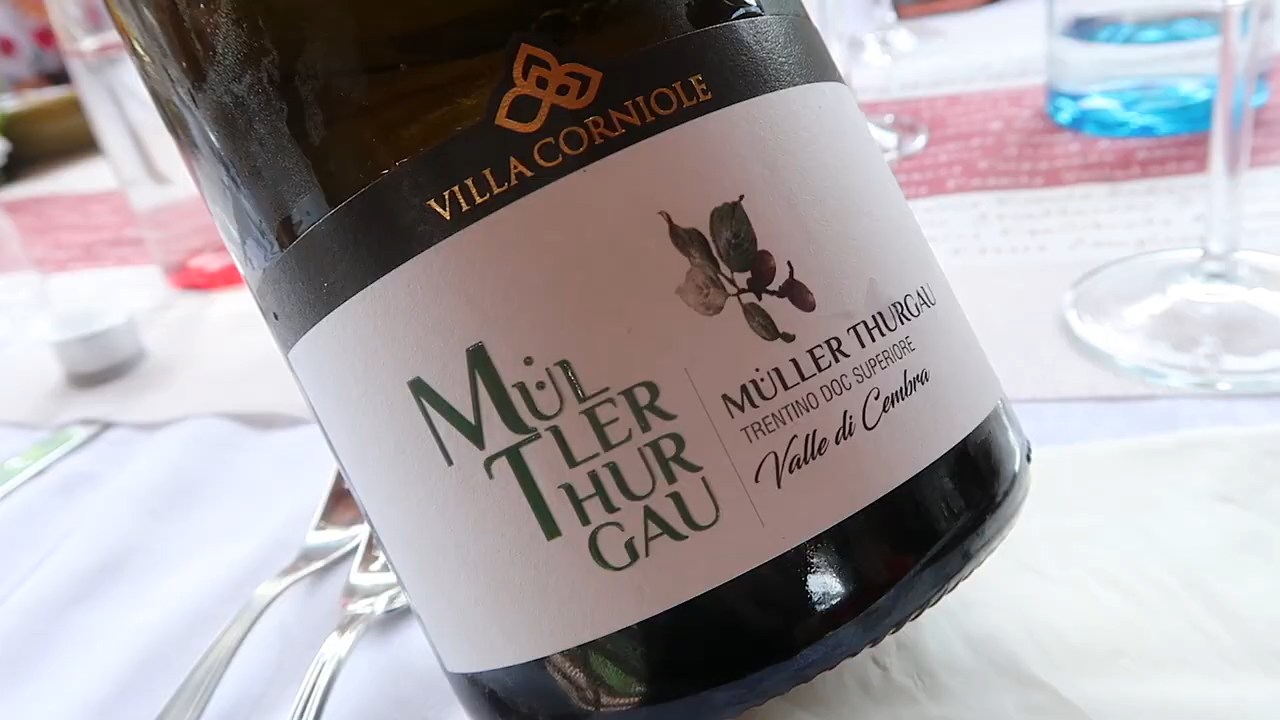 VILLA CORNIOLE
MÜL
LER
THUR
GAU
MÜLLER THURGAU
TRENTINO DOC SUPERIORE
Valle di Cembra